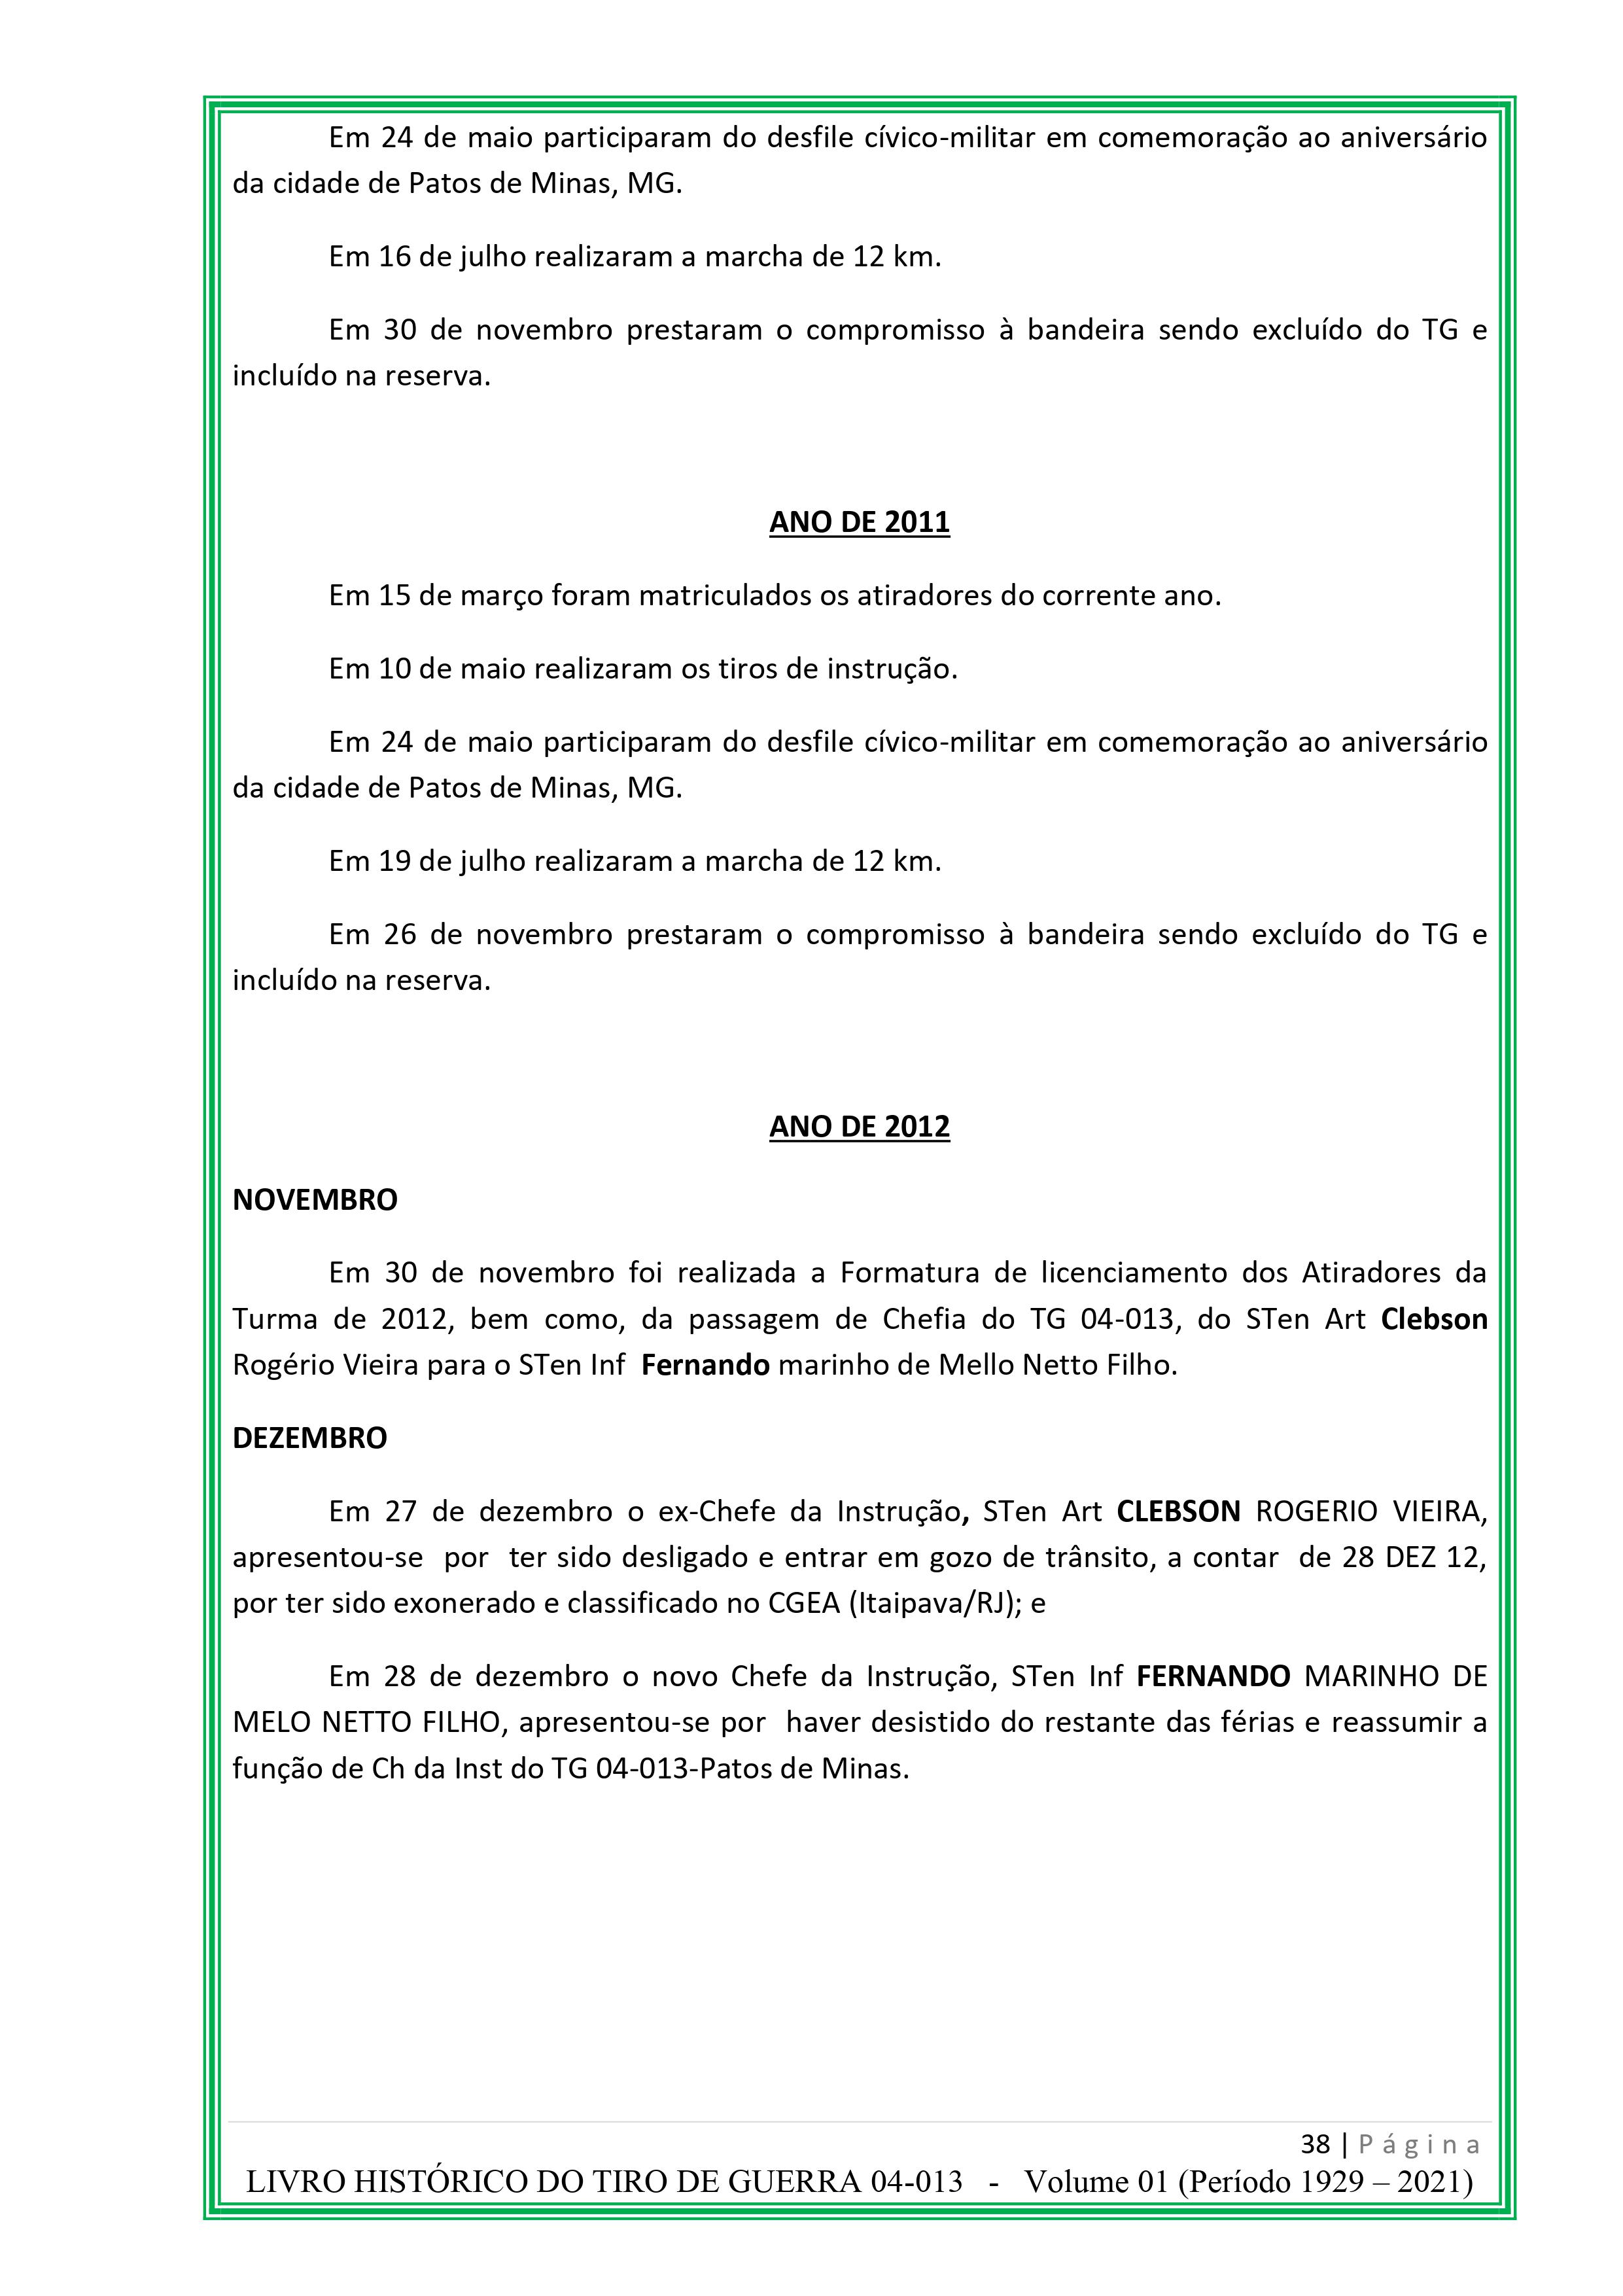 Em 24 de maio participaram do desfile cívico-militar em comemoração ao aniversário
da cidade de Patos de Minas, MG.
Em 16 de julho realizaram a marcha de 12 km.
Em 30 de novembro prestaram o compromisso à bandeira sendo excluído do TG e
incluído na reserva.
ANO DE 2011
Em 15 de março foram matriculados os atiradores do corrente ano.
Em 10 de maio realizaram os tiros de instrução.
Em 24 de maio participaram do desfile cívico-militar em comemoração ao aniversário
da cidade de Patos de Minas, MG.
Em 19 de julho realizaram a marcha de 12 km.
Em 26 de novembro prestaram o compromisso à bandeira sendo excluído do TG e
incluído na reserva.
ANO DE 2012
NOVEMBRO
Em 30 de novembro foi realizada a Formatura de licenciamento dos Atiradores da
Turma de 2012, bem como, da passagem de Chefia do TG 04-013, do STen Art Clebson
Rogério Vieira para o STen Inf Fernando marinho de Mello Netto Filho.
DEZEMBRO
Em 27 de dezembro o ex-Chefe da Instrução, STen Art CLEBSON ROGERIO VIEIRA,
apresentou-se por ter sido desligado e entrar em gozo de trânsito, a contar de 28 DEZ 12,
por ter sido exonerado e classificado no CGEA (Itaipava/RJ); e
Em 28 de dezembro o novo Chefe da Instrução, STen Inf FERNANDO MARINHO DE
MELO NETTO FILHO, apresentou-se por haver desistido do restante das férias e reassumir a
função de Ch da Inst do TG 04-013-Patos de Minas.
38 | Página
LIVRO HISTÓRICO DO TIRO DE GUERRA 04-013 - Volume 01 (Período 1929 – 2021)